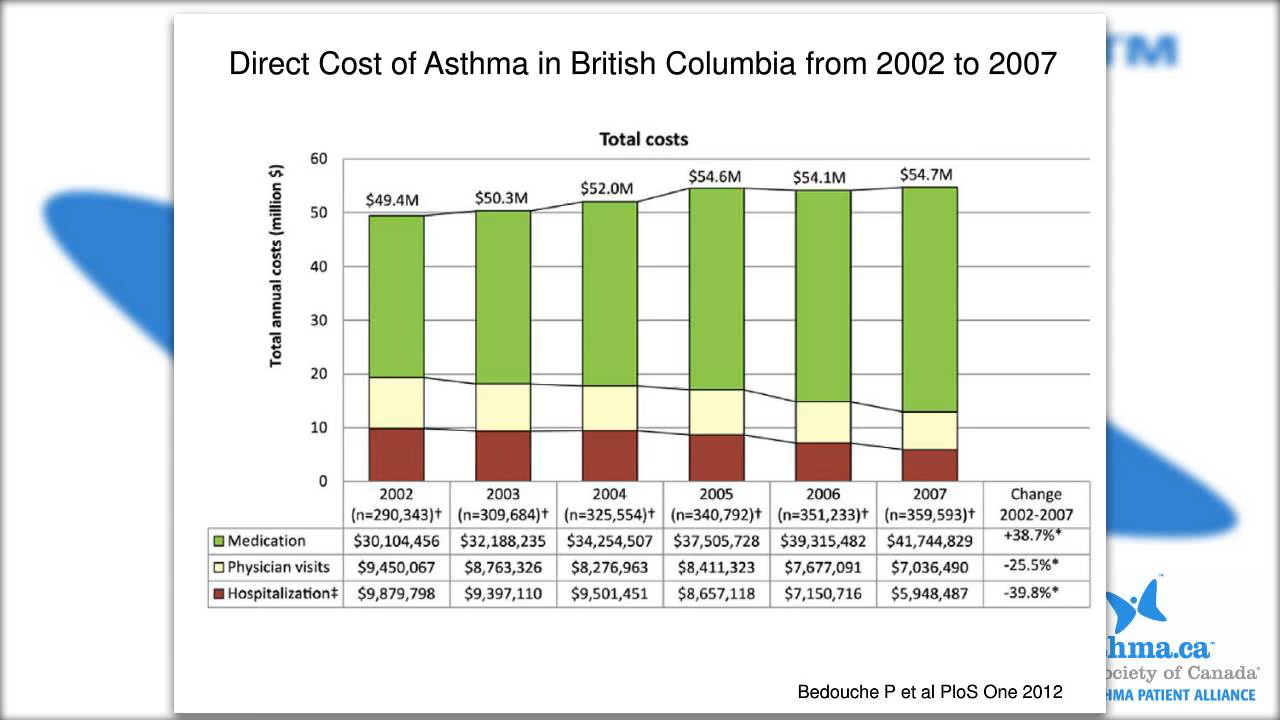 Direct Cost of Asthma in British Columbia from 2002 to 2007
TM
Total costs
Total annual costs (million $)
60
50
40
30
20
10
0
$49.4M
$50.3M
$52.0M
$54.6M
$54.1M
$54.7M
2002 2003 2004 2005 2006 2007 Change
(n=290,343)† (n=309,684)† (n=325,554)† (n=340,792)† (n=351,233)† (n=359,593)† 2002-2007
Medication $30,104,456 $32,188,235 $34,254,507 $37,505,728 $39,315,482 $41,744,829 +38.7%*
Physician visits $9,450,067 $8,763,326 $8,276,963 $8,411,323 $7,677,091 $7,036,490 -25.5%*
Hospitalization‡ $9,879,798 $9,397,110 $9,501,451 $8,657,118 $7,150,716 $5,948,487 -39.8%*
hma.ca™
ociety of Canada
HMA PATIENT ALLIANCE
Bedouche P et al PloS One 2012